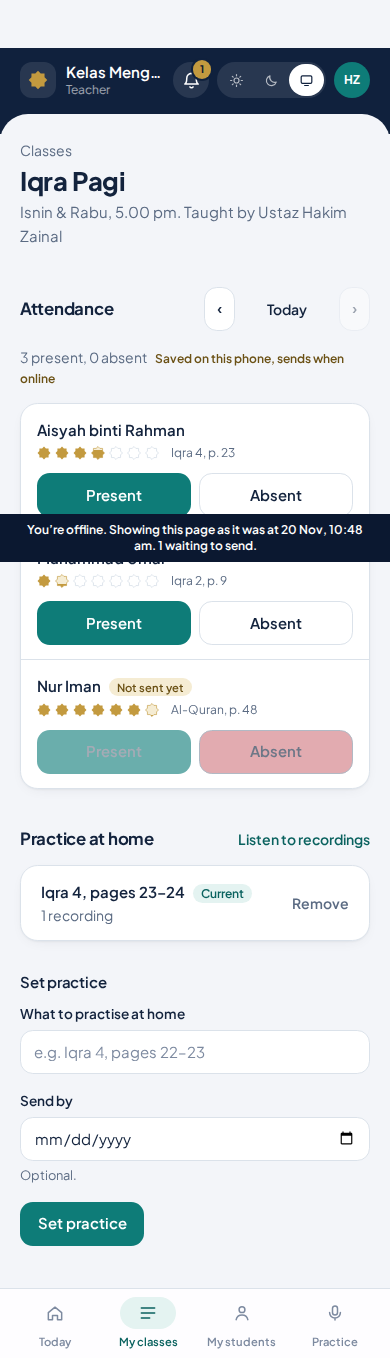 Kelas Meng…
Teacher
1
HZ
Classes
Iqra Pagi
Isnin & Rabu, 5.00 pm. Taught by Ustaz Hakim
Zainal
Attendance
‹
Today
›
3 present, 0 absent Saved on this phone, sends when
online
Aisyah binti Rahman
Iqra 4, p. 23
Present
Absent
You're offline. Showing this page as it was at 20 Nov, 10:48
am. 1 waiting to send.
Iqra 2, p. 9
Present
Absent
Nur Iman Not sent yet
Al-Quran, p. 48
Present
Absent
Practice at home
Listen to recordings
Iqra 4, pages 23–24 Current
1 recording
Remove
Set practice
What to practise at home
e.g. Iqra 4, pages 22–23
Send by
mm/dd/yyyy
Optional.
Set practice
Today
My classes
My students
Practice